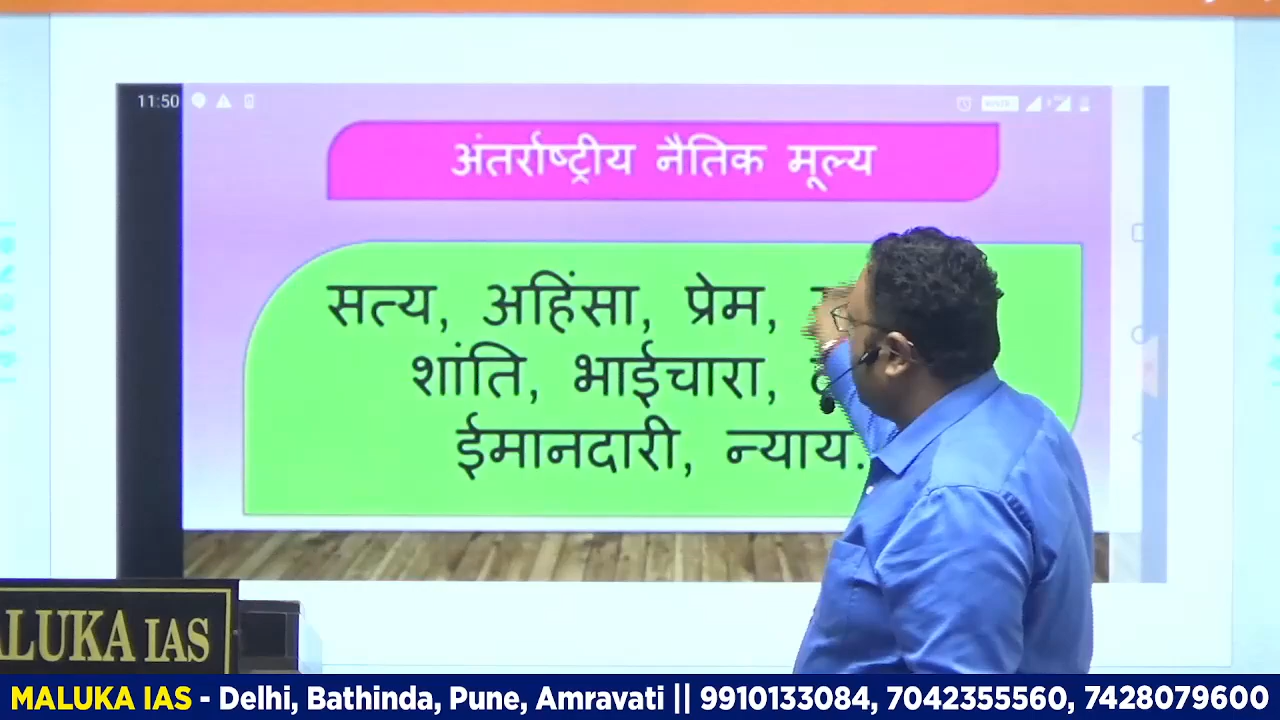 11:50
अंतर्राष्ट्रीय नैतिक मूल्य
सत्य, अहिंसा, प्रेम,
शांति, भाईचारा,
ईमानदारी, न्याय.
ALUKA IAS
MALUKA IAS - Delhi, Bathinda, Pune, Amravati || 9910133084, 7042355560, 7428079600